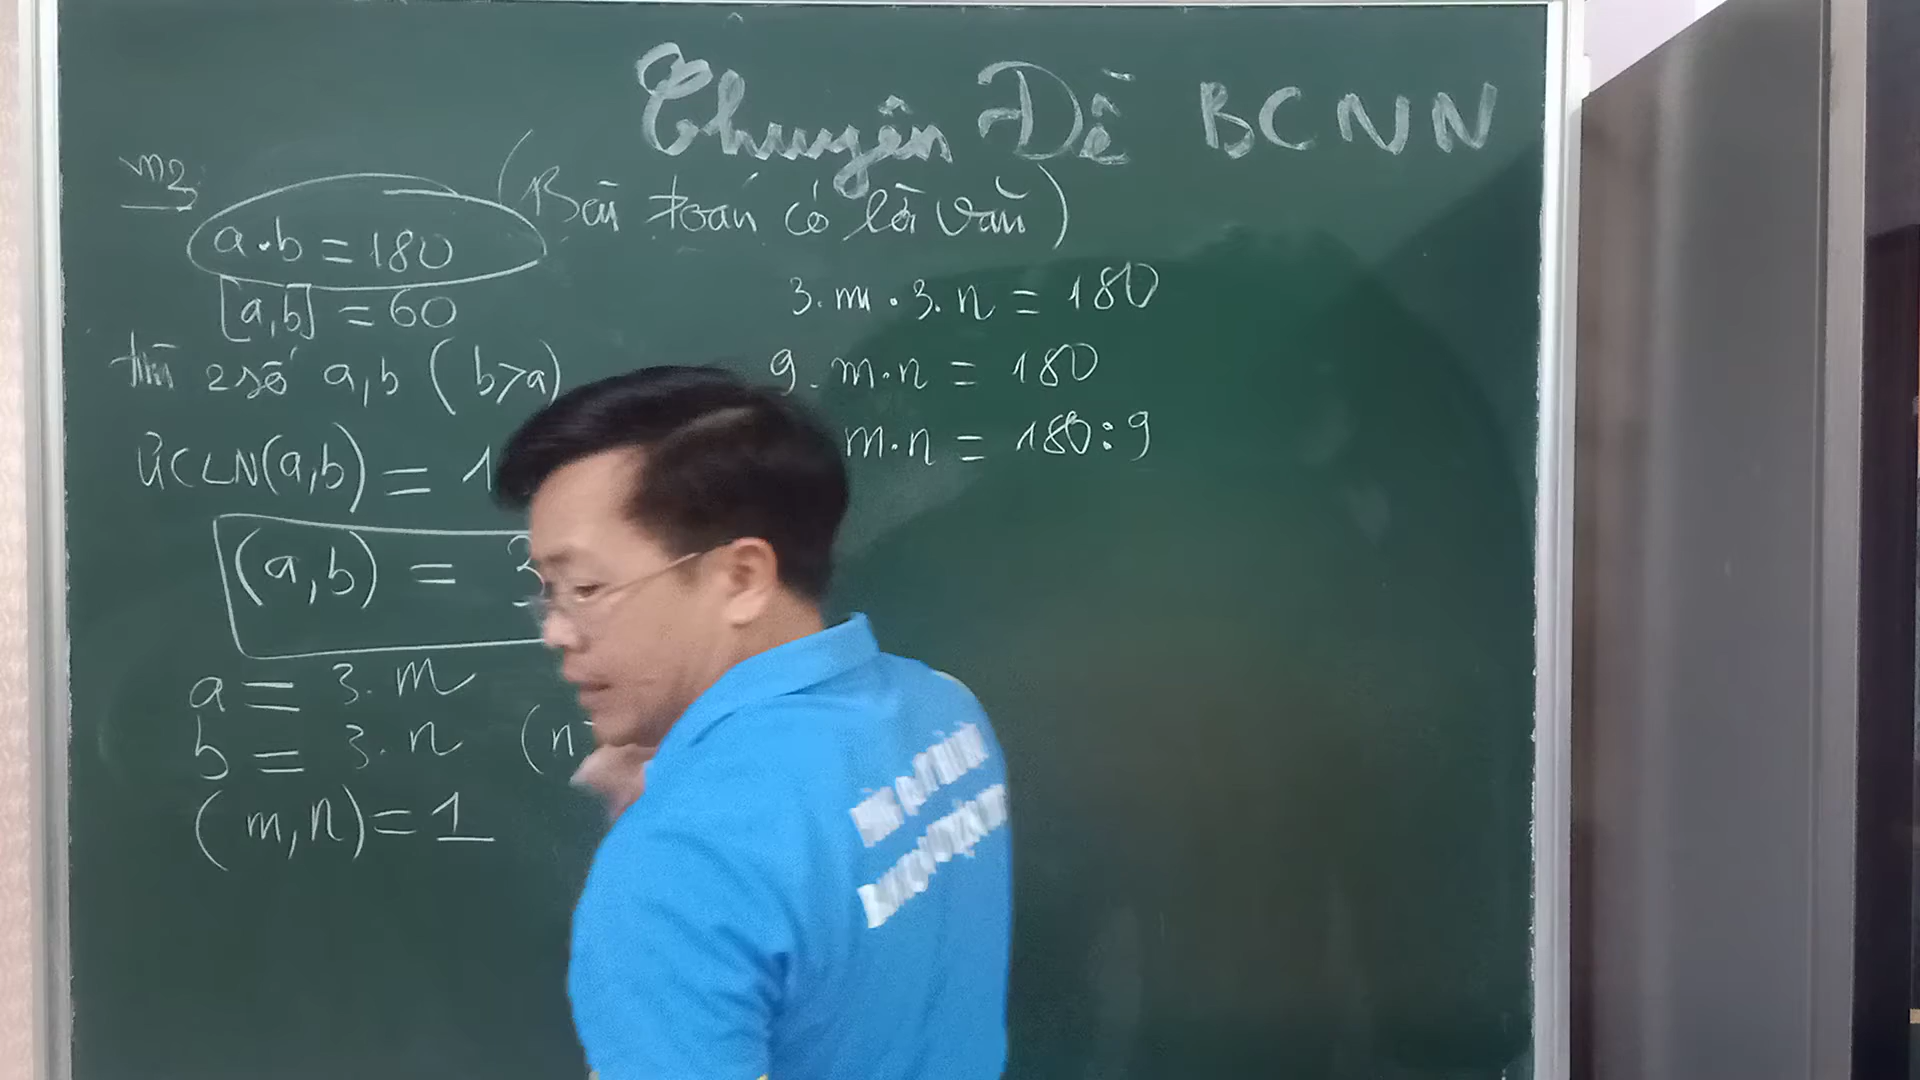 Chuyên Đề BCNN
(Bài toán có lời văn)
a.b = 180
[a,b] = 60
tìm 2 số a,b (b>a)
ƯCLN(a,b) = 1
(a,b) = 3
a = 3.m
b = 3.n (n
(m,n) = 1
3.m.3.n = 180
9.m.n = 180
m.n = 180:9